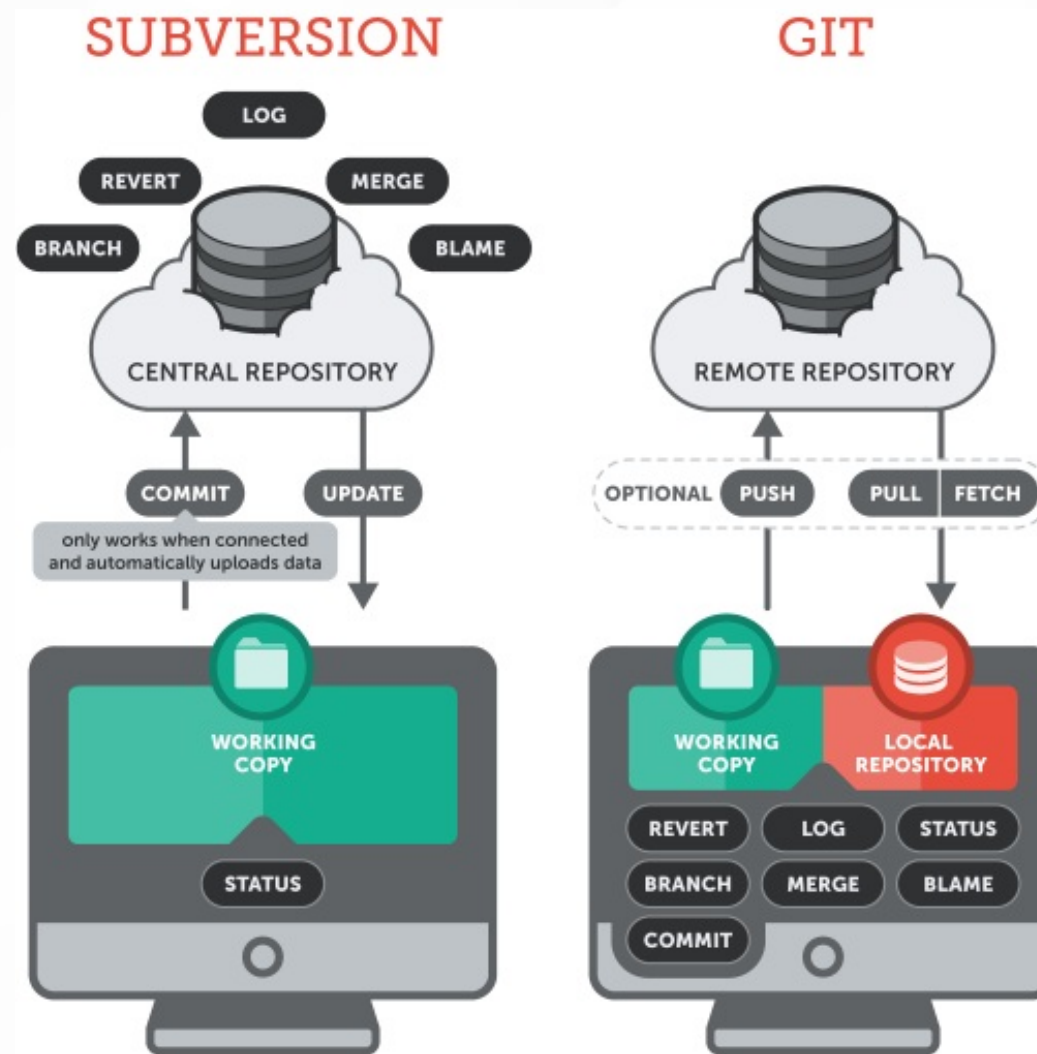 SUBVERSION
LOG
REVERT
MERGE
BRANCH
BLAME
CENTRAL REPOSITORY
COMMIT
UPDATE
only works when connected
and automatically uploads data
WORKING
COPY
STATUS
GIT
REMOTE REPOSITORY
OPTIONAL
PUSH
PULL
FETCH
WORKING
COPY
LOCAL
REPOSITORY
REVERT
LOG
STATUS
BRANCH
MERGE
BLAME
COMMIT